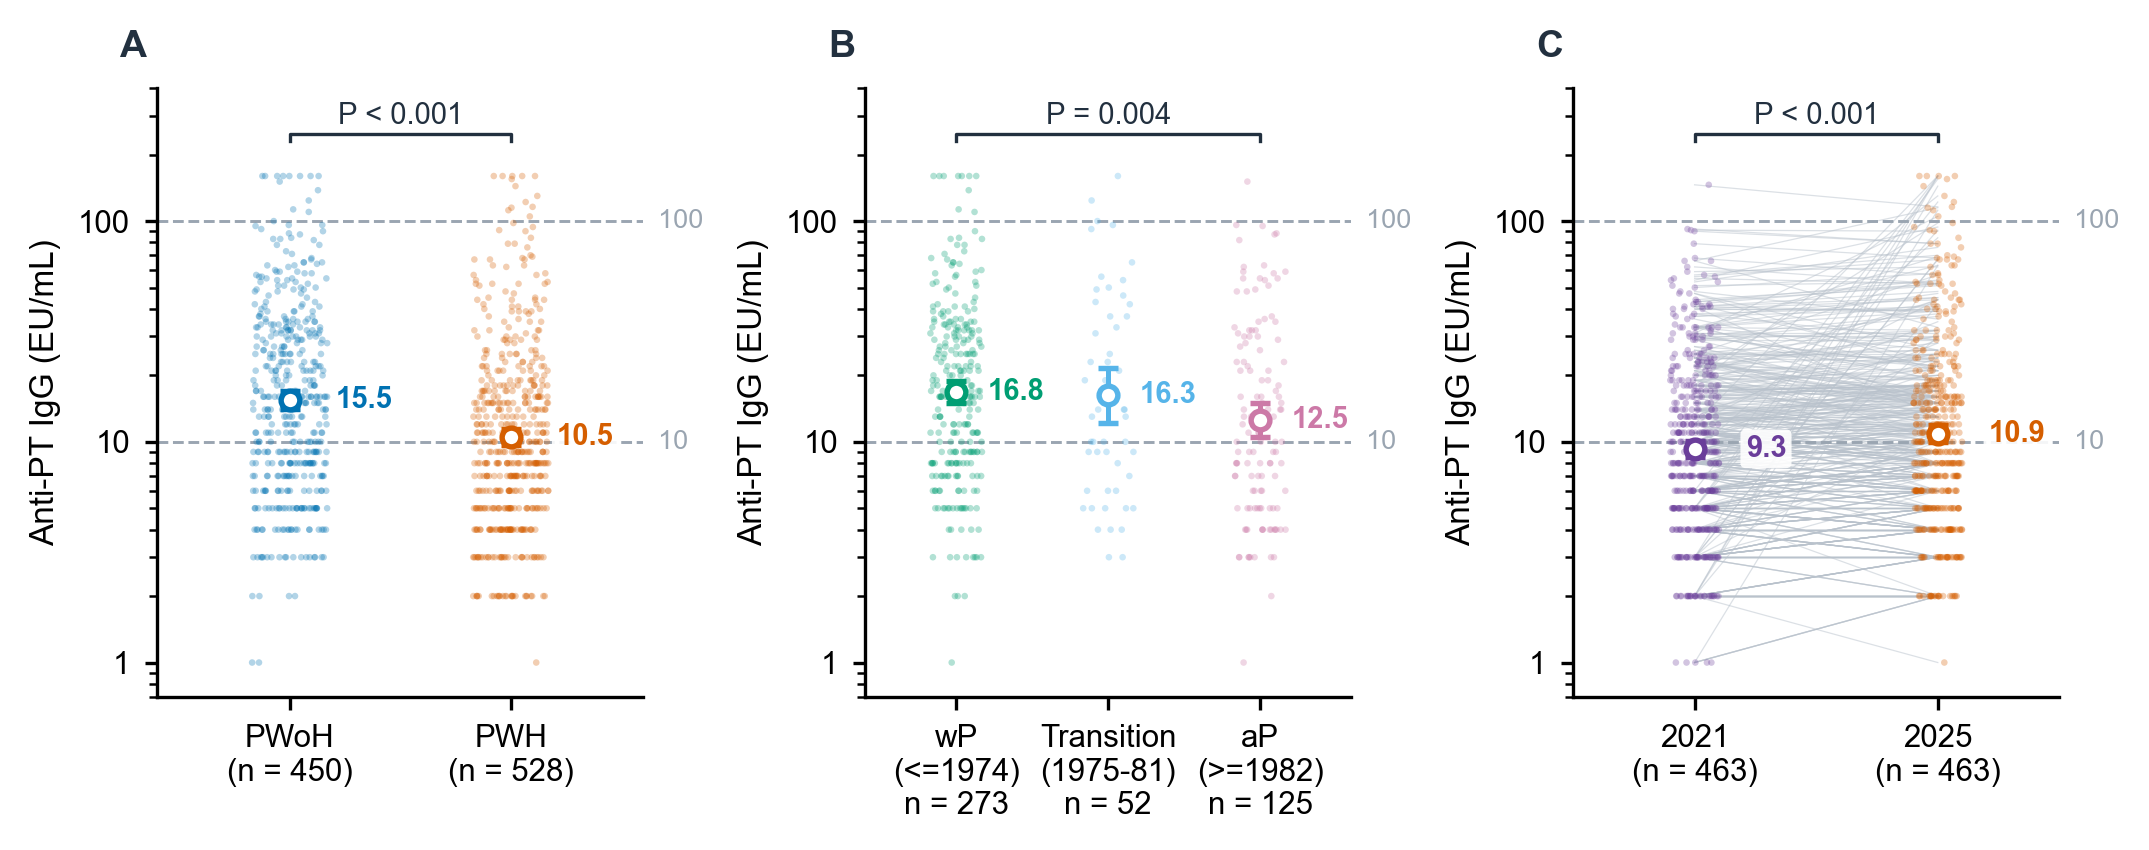 A
Anti-PT IgG (EU/mL)
100
10
1
P < 0.001
15.5
10.5
100
10
PWoH
(n = 450)
PWH
(n = 528)
B
Anti-PT IgG (EU/mL)
100
10
1
P = 0.004
16.8
16.3
12.5
100
10
wP
(<=1974)
n = 273
Transition
(1975-81)
n = 52
aP
(>=1982)
n = 125
C
Anti-PT IgG (EU/mL)
100
10
1
P < 0.001
9.3
10.9
100
10
2021
(n = 463)
2025
(n = 463)